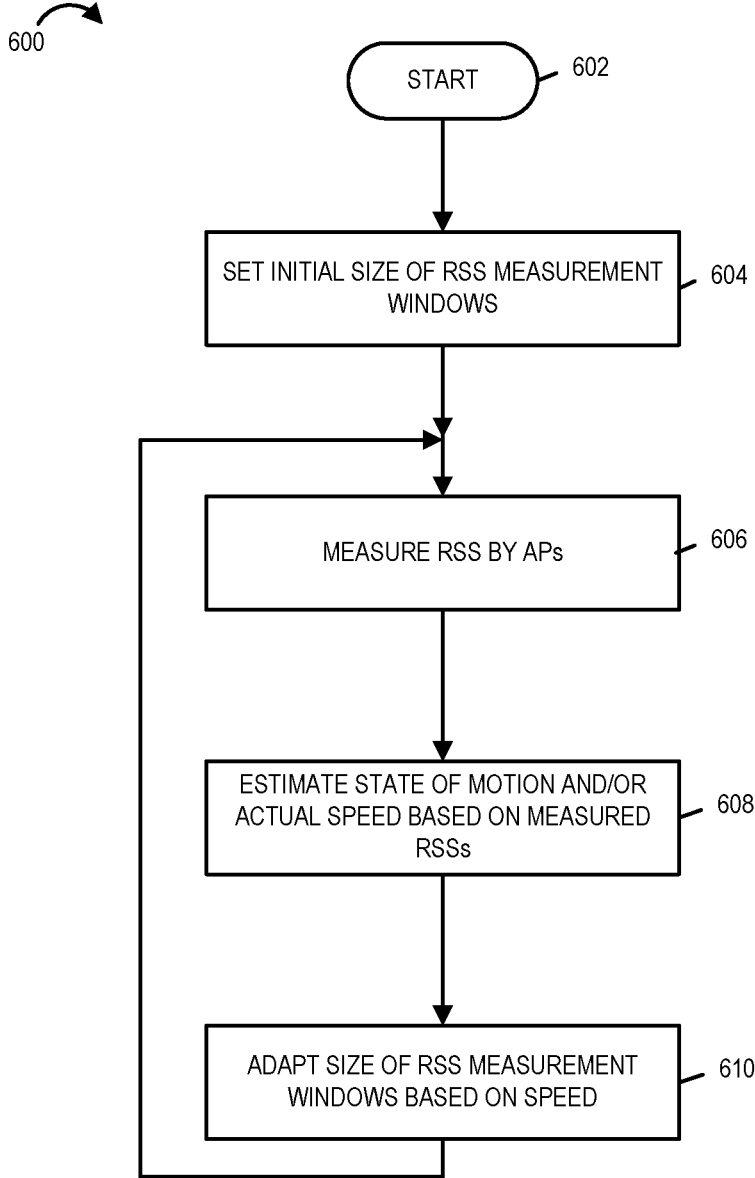 600
START
602
SET INITIAL SIZE OF RSS MEASUREMENT
WINDOWS
604
MEASURE RSS BY APs
606
ESTIMATE STATE OF MOTION AND/OR
ACTUAL SPEED BASED ON MEASURED
RSSs
608
ADAPT SIZE OF RSS MEASUREMENT
WINDOWS BASED ON SPEED
610